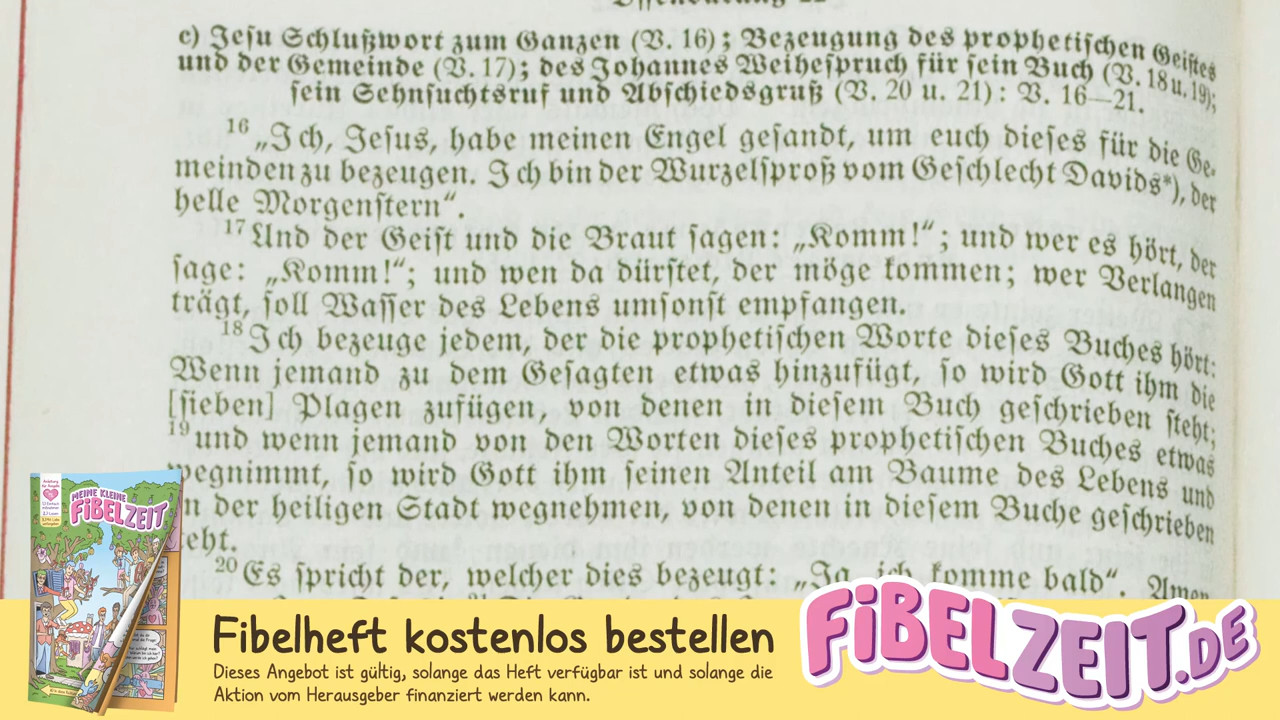 c) Jesu Schlußwort zum Ganzen (V. 16); Bezeugung des prophetischen Geistes
und der Gemeinde (V. 17); des Johannes Weihespruch für sein Buch (V. 18 u. 19);
sein Sehnsuchtsruf und Abschiedsgruß (V. 20 u. 21): V. 16—21.
16 „Ich, Jesus, habe meinen Engel gesandt, um euch dieses für die Ge-
meinden zu bezeugen. Ich bin der Wurzelsproß vom Geschlecht Davids*), der
helle Morgenstern“.
17 Und der Geist und die Braut sagen: „Komm!“; und wer es hört, der
sage: „Komm!“; und wen da dürstet, der möge kommen; wer Verlangen
trägt, soll Wasser des Lebens umsonst empfangen.
18 Ich bezeuge jedem, der die prophetischen Worte dieses Buches hört:
Wenn jemand zu dem Gesagten etwas hinzufügt, so wird Gott ihm die
[sieben] Plagen zufügen, von denen in diesem Buch geschrieben steht;
19 und wenn jemand von den Worten dieses prophetischen Buches etwas
wegnimmt, so wird Gott ihm seinen Anteil am Baume des Lebens und
in der heiligen Stadt wegnehmen, von denen in diesem Buche geschrieben
steht.
20 Es spricht der, welcher dies bezeugt: „Ja, ich komme bald“. Amen
MEINE KLEINE
FiBELZEIT
Fibelheft kostenlos bestellen
Dieses Angebot ist gültig, solange das Heft verfügbar ist und solange die
Aktion vom Herausgeber finanziert werden kann.
FiBELZEIT.DE